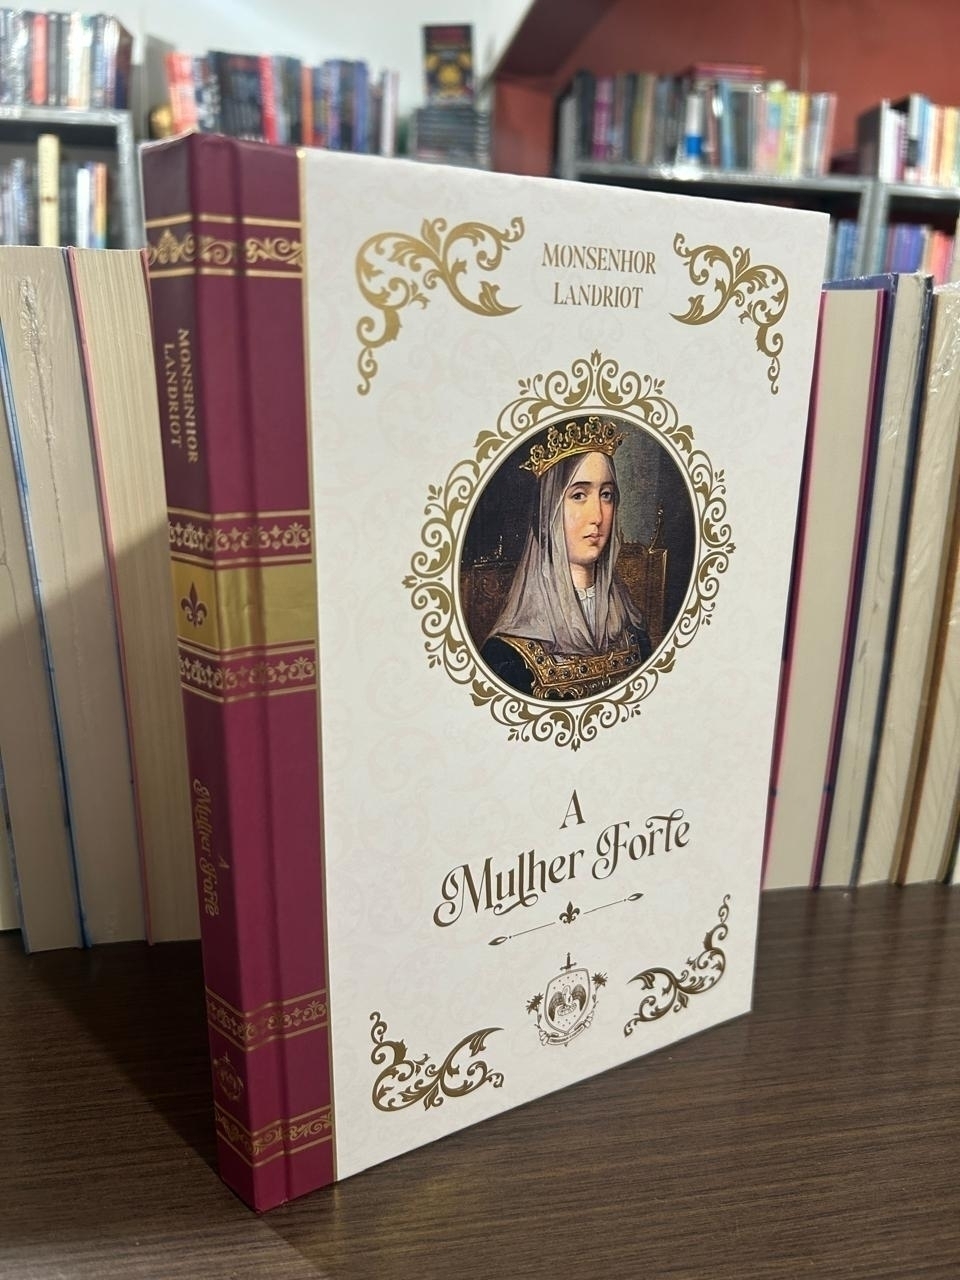 MONSENHOR
LANDRIOT
A
Mulher Forte
MONSENHOR
LANDRIOT
A
Mulher Forte